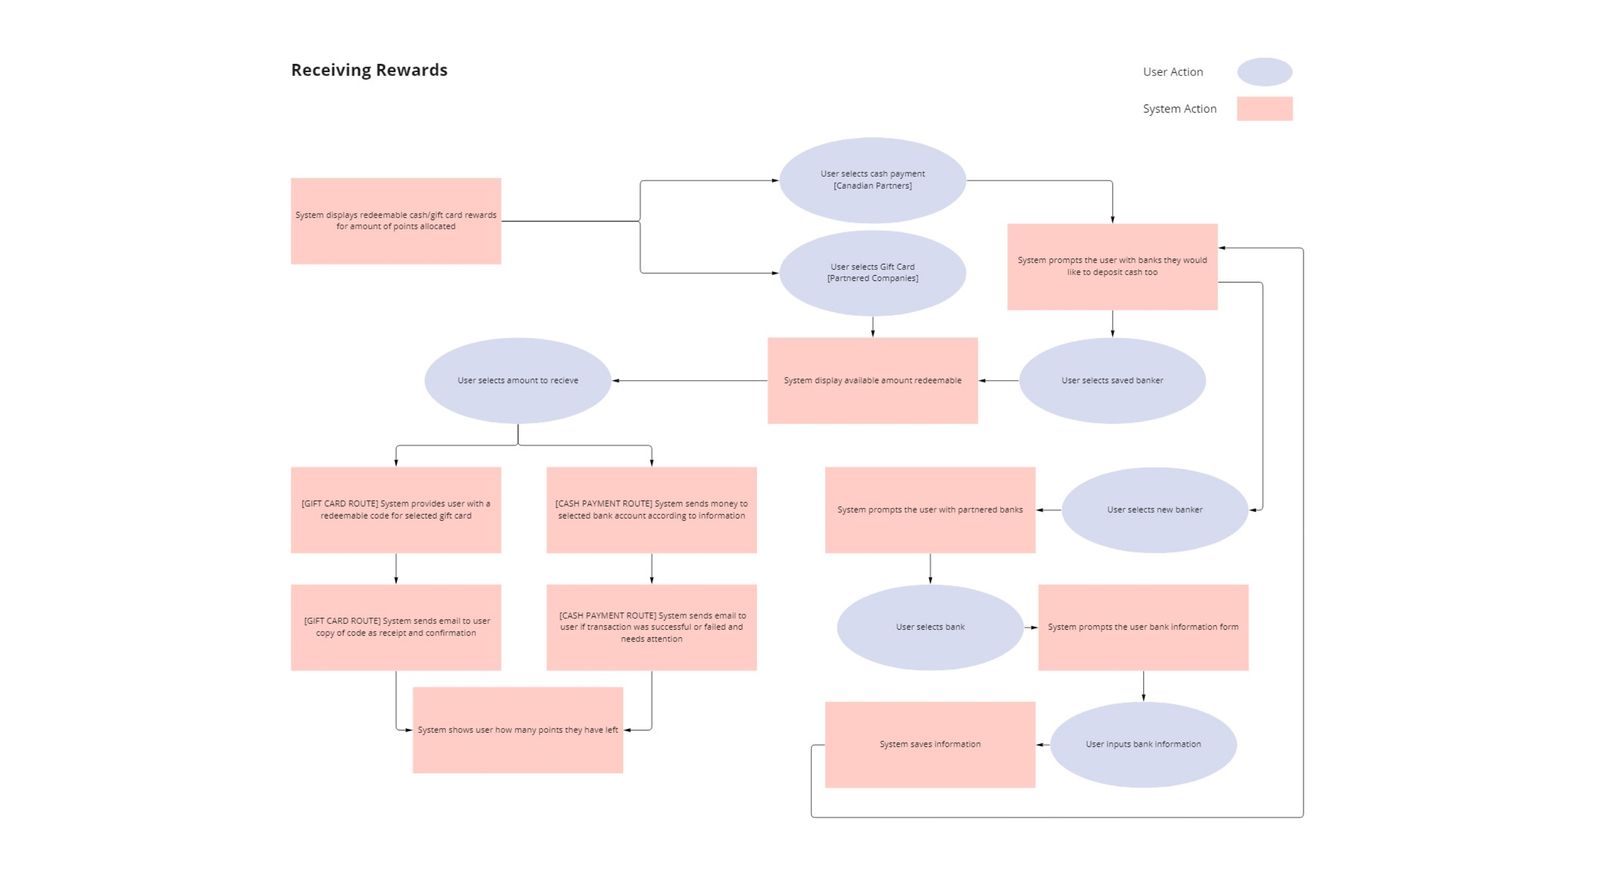 Receiving Rewards
User Action
System Action
User selects cash payment
[Canadian Partners]
System displays redeemable cash/gift card rewards
for amount of points allocated
User selects Gift Card
[Partnered Companies]
System prompts the user with banks they would
like to deposit cash too
User selects amount to recieve
System display available amount redeemable
User selects saved banker
[GIFT CARD ROUTE] System provides user with a
redeemable code for selected gift card
[CASH PAYMENT ROUTE] System sends money to
selected bank account according to information
System prompts the user with partnered banks
User selects new banker
[GIFT CARD ROUTE] System sends email to user
copy of code as receipt and confirmation
[CASH PAYMENT ROUTE] System sends email to
user if transaction was successful or failed and
needs attention
User selects bank
System prompts the user bank information form
System shows user how many points they have left
System saves information
User inputs bank information